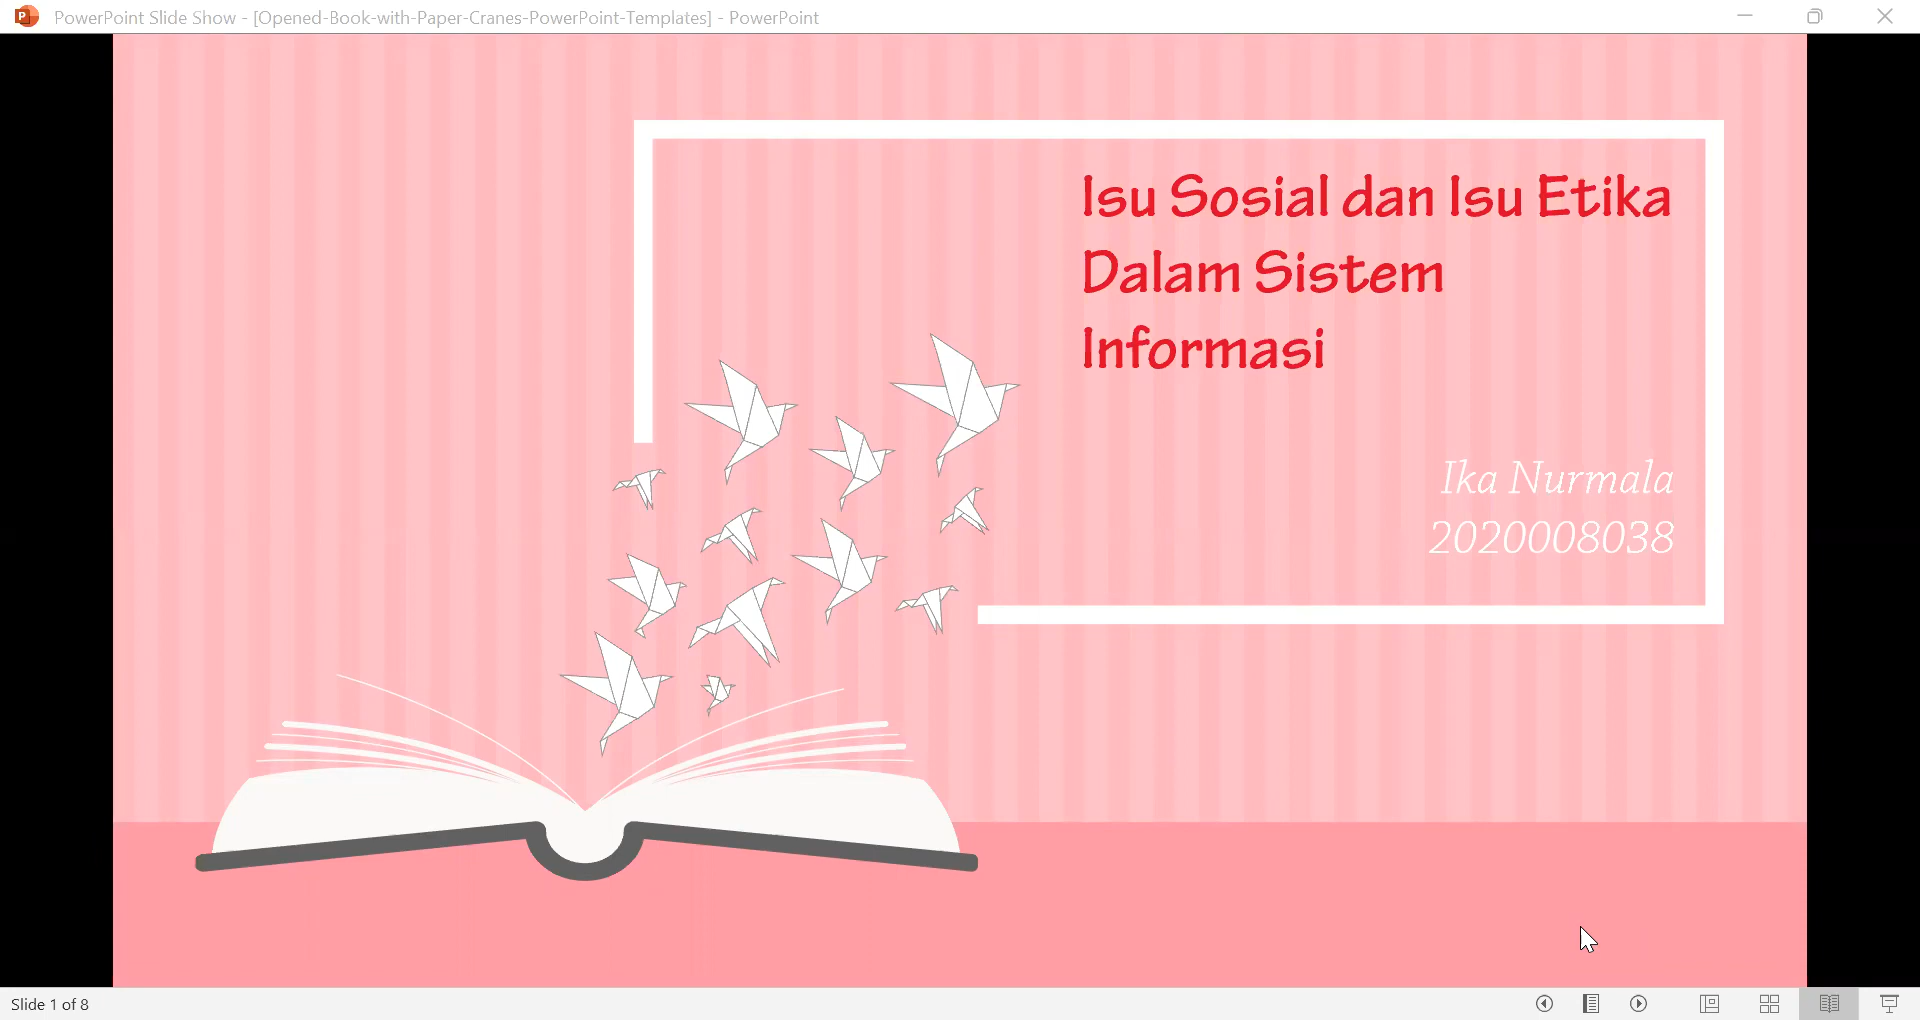 PowerPoint Slide Show - [Opened-Book-with-Paper-Cranes-PowerPoint-Templates] - PowerPoint
Isu Sosial dan Isu Etika
Dalam Sistem
Informasi
Ika Nurmala
2020008038
Slide 1 of 8